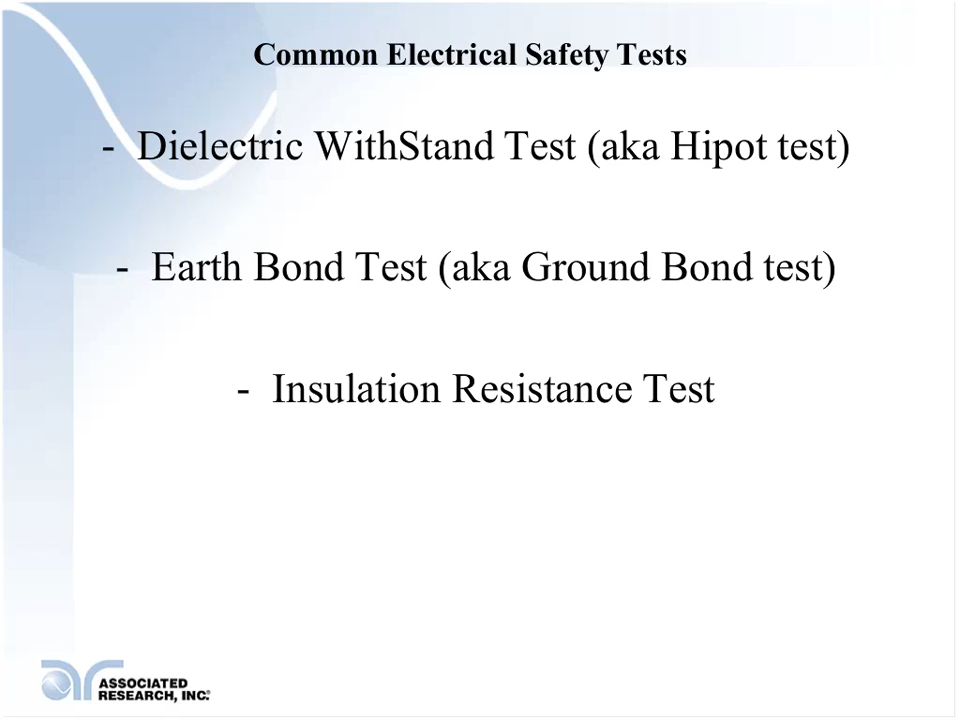 Common Electrical Safety Tests
- Dielectric WithStand Test (aka Hipot test)
- Earth Bond Test (aka Ground Bond test)
- Insulation Resistance Test
ar ASSOCIATED
RESEARCH, INC.®